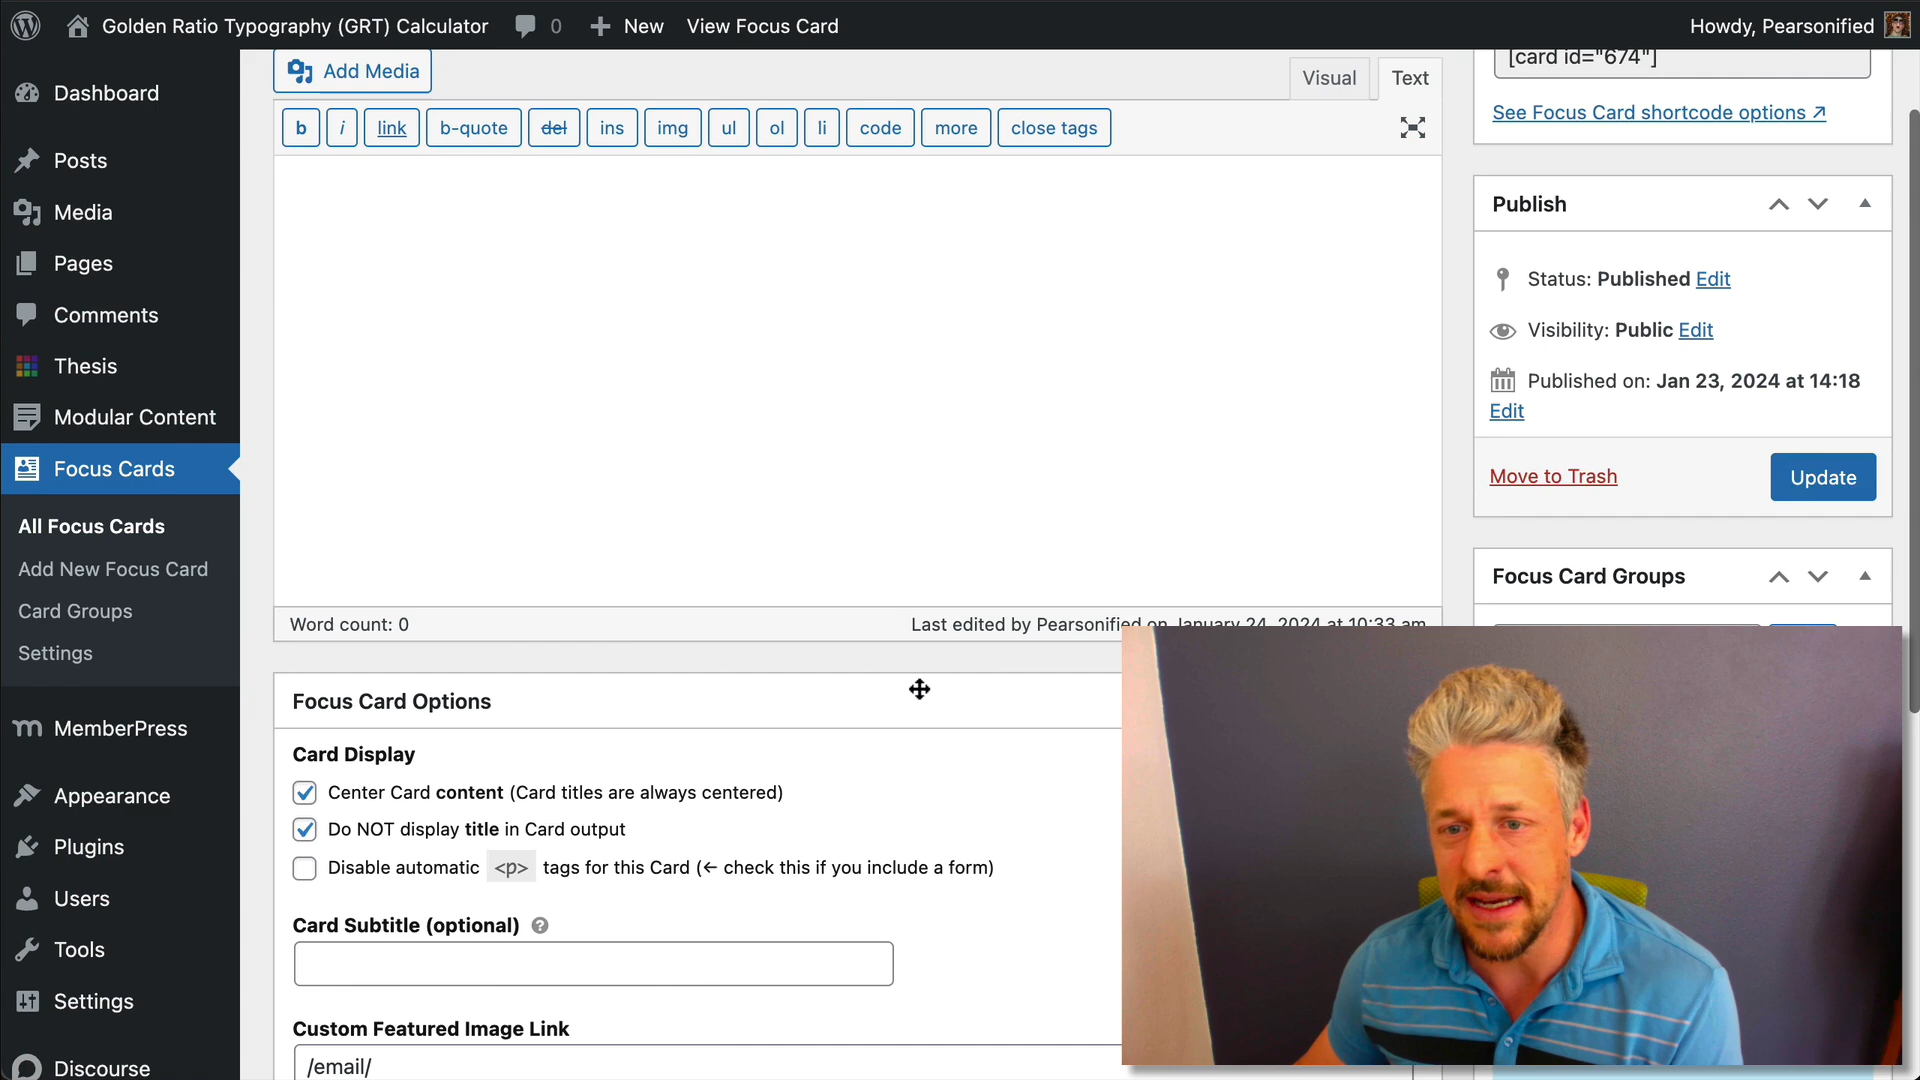 Golden Ratio Typography (GRT) Calculator
0
New
View Focus Card
Howdy, Pearsonified
Dashboard
Posts
Media
Pages
Comments
Thesis
Modular Content
Focus Cards
All Focus Cards
Add New Focus Card
Card Groups
Settings
MemberPress
Appearance
Plugins
Users
Tools
Settings
Discourse
Add Media
Visual
Text
b
i
link
b-quote
del
ins
img
ul
ol
li
code
more
close tags
Word count: 0
Last edited by Pearsonified on January 24, 2024 at 10:33 am
Focus Card Options
Card Display
Center Card content (Card titles are always centered)
Do NOT display title in Card output
Disable automatic <p> tags for this Card (← check this if you include a form)
Card Subtitle (optional)
Custom Featured Image Link
/email/
[card id="674"]
See Focus Card shortcode options ↗
Publish
Status: Published Edit
Visibility: Public Edit
Published on: Jan 23, 2024 at 14:18
Edit
Move to Trash
Update
Focus Card Groups